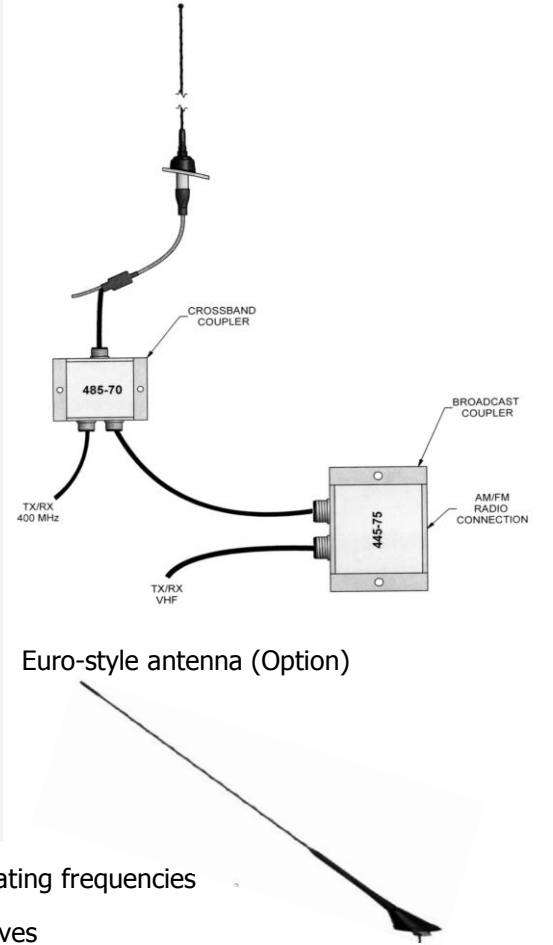 CROSSBAND
COUPLER
485-70
BROADCAST
COUPLER
AM/FM
RADIO
CONNECTION
445-75
TX/RX
400 MHz
TX/RX
VHF
Euro-style antenna (Option)
ating frequencies
ves